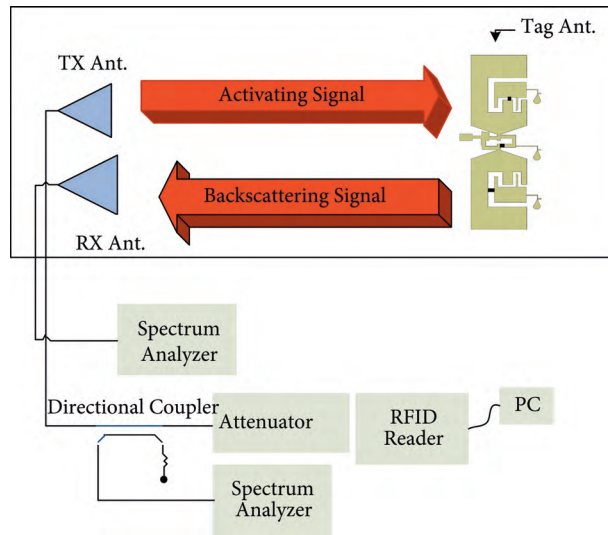 Tag Ant.
TX Ant.
Activating Signal
Backscattering Signal
RX Ant.
Spectrum
Analyzer
Directional Coupler
Attenuator
RFID
Reader
PC
Spectrum
Analyzer